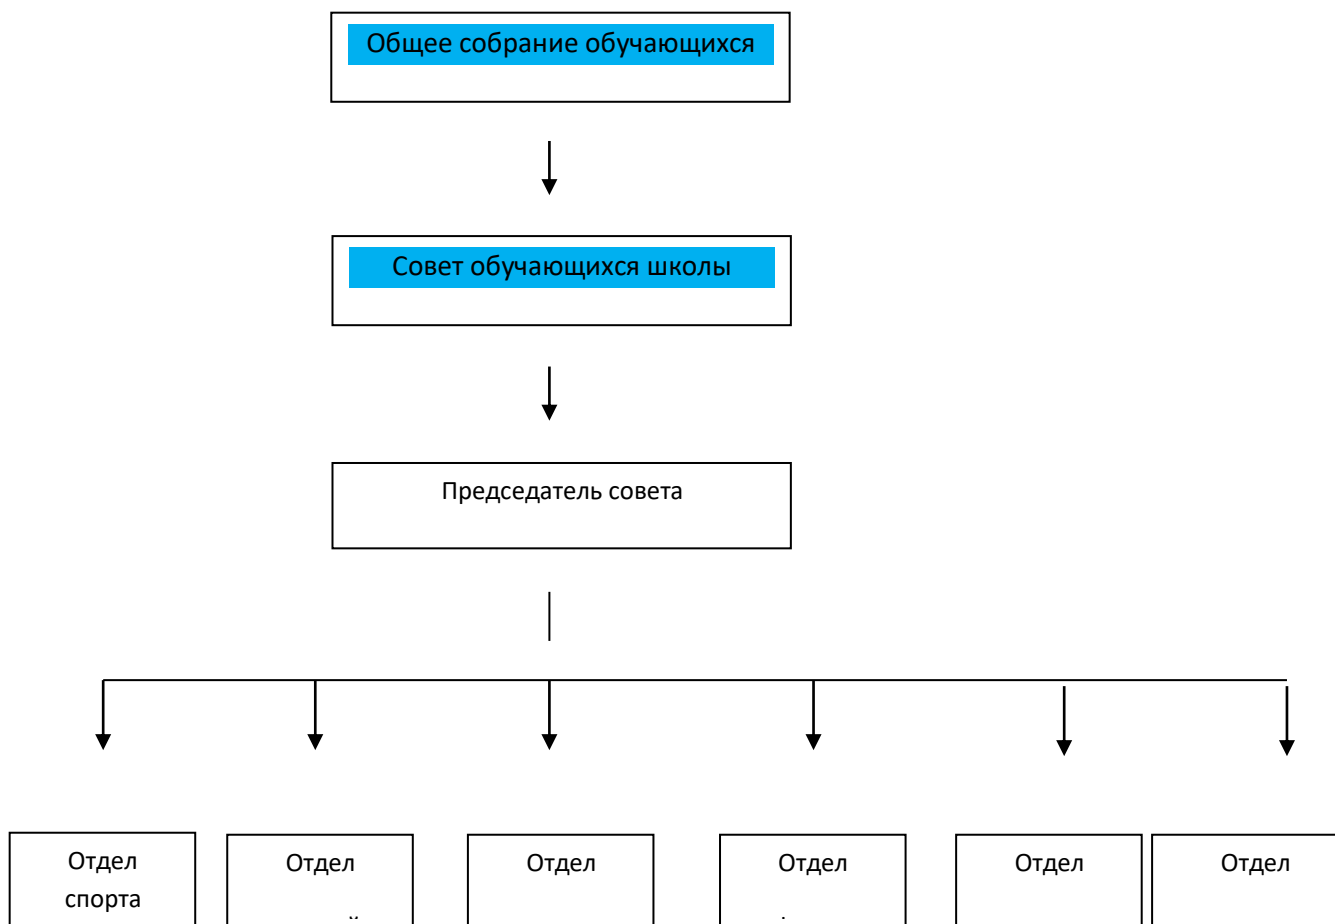 Общее собрание обучающихся
Совет обучающихся школы
Председатель совета
Отдел
спорта
Отдел
Отдел
Отдел
Отдел
Отдел